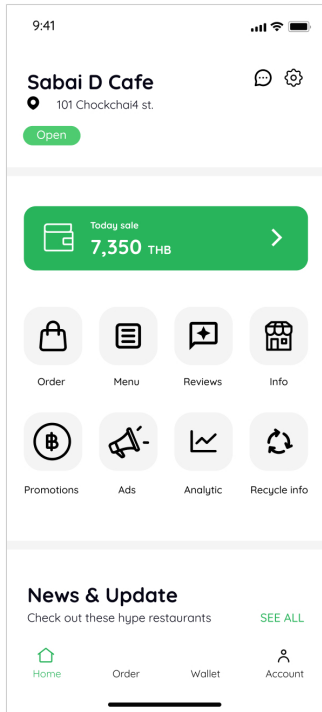 9:41
Sabai D Cafe
101 Chockchai4 st.
Open
Today sale
7,350 THB
Order Menu Reviews Info
Promotions Ads Analytic Recycle info
News & Update
Check out these hype restaurants SEE ALL
Home Order Wallet Account